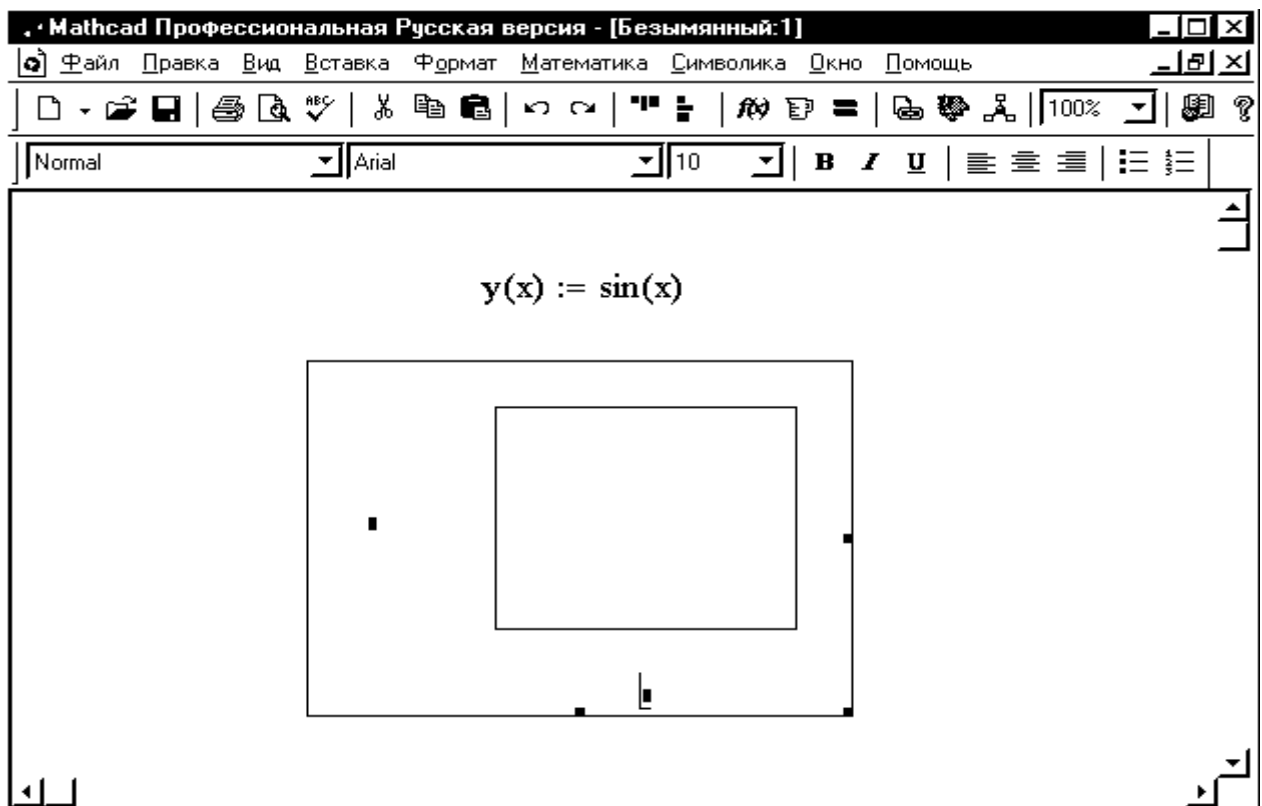 Mathcad Профессиональная Русская версия - [Безымянный:1]
Файл Правка Вид Вставка Формат Математика Символика Окно Помощь
ABC f(x) 100% ?
Normal Arial 10 B I U
y(x) := sin(x)